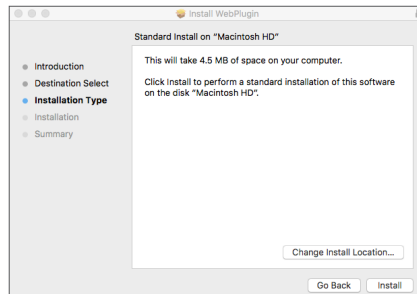 Install WebPlugin
Standard Install on "Macintosh HD"
Introduction
Destination Select
Installation Type
Installation
Summary
This will take 4.5 MB of space on your computer.
Click Install to perform a standard installation of this software
on the disk "Macintosh HD".
Change Install Location...
Go Back
Install